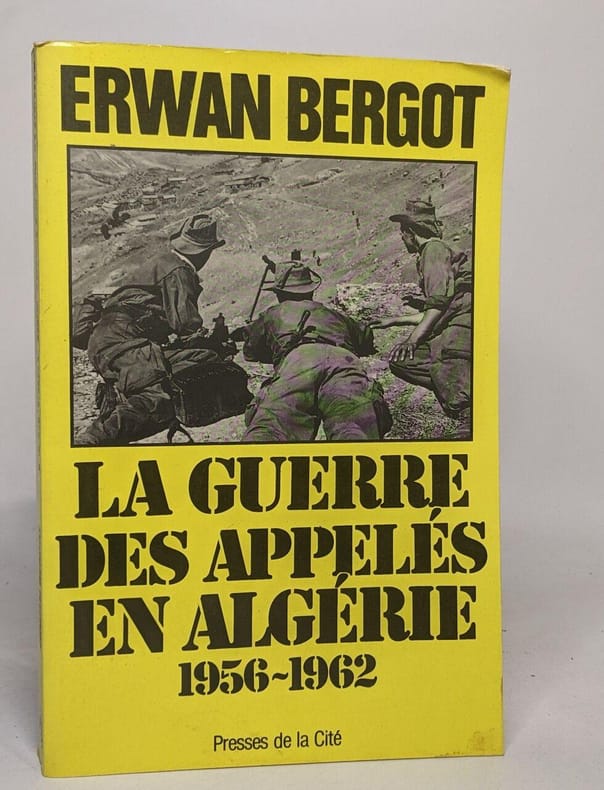 ERWAN BERGOT
LA GUERRE
DES APPELÉS
EN ALGÉRIE
1956~1962
Presses de la Cité